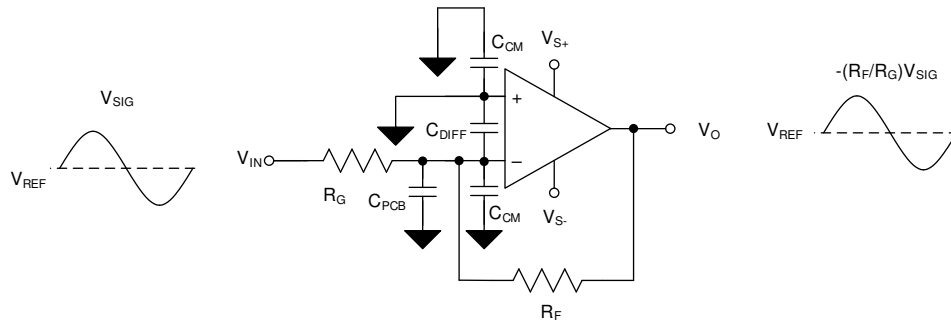 V_SIG
V_REF
V_IN
R_G
C_PCB
C_CM
C_DIFF
C_CM
+
−
V_S+
V_S-
R_F
V_O
-(R_F/R_G)V_SIG
V_REF